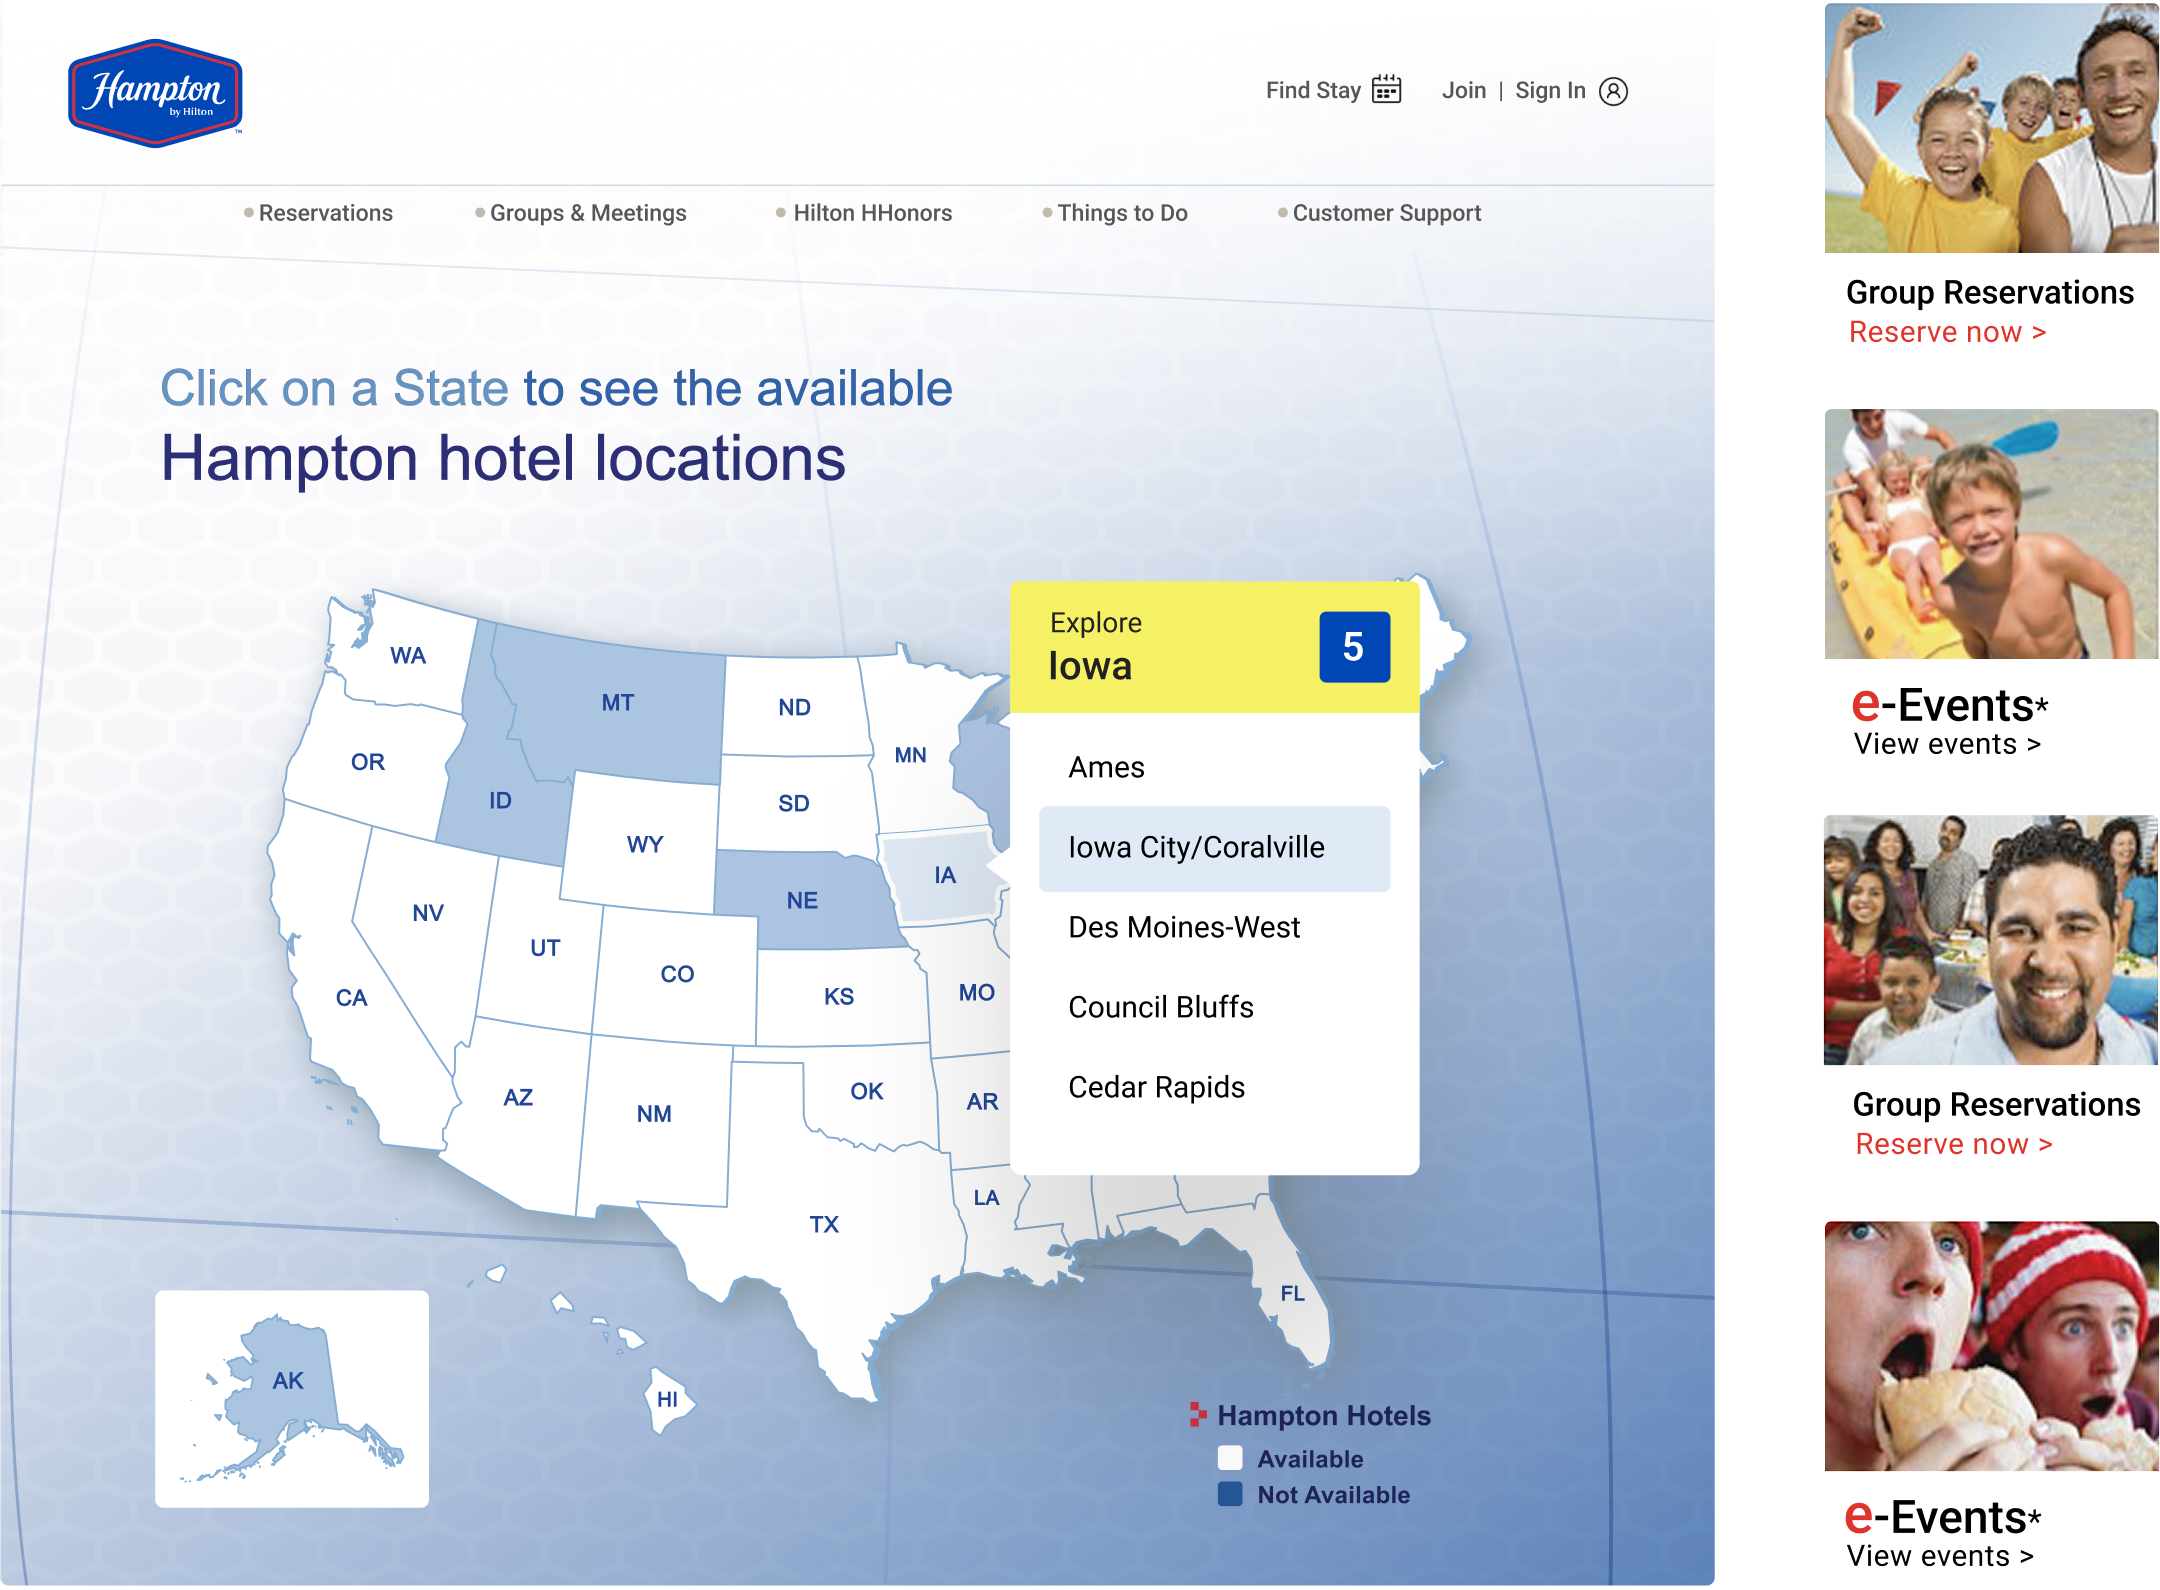 Hampton
by Hilton
™
Find Stay
Join | Sign In
Reservations
Groups & Meetings
Hilton HHonors
Things to Do
Customer Support
Click on a State to see the available
Hampton hotel locations
WA
MT
ND
MN
OR
ID
SD
WY
IA
NE
NV
UT
CO
KS
MO
CA
AZ
NM
OK
AR
TX
LA
FL
AK
HI
Explore
Iowa
5
Ames
Iowa City/Coralville
Des Moines-West
Council Bluffs
Cedar Rapids
Hampton Hotels
Available
Not Available
Group Reservations
Reserve now >
e-Events*
View events >
Group Reservations
Reserve now >
e-Events*
View events >